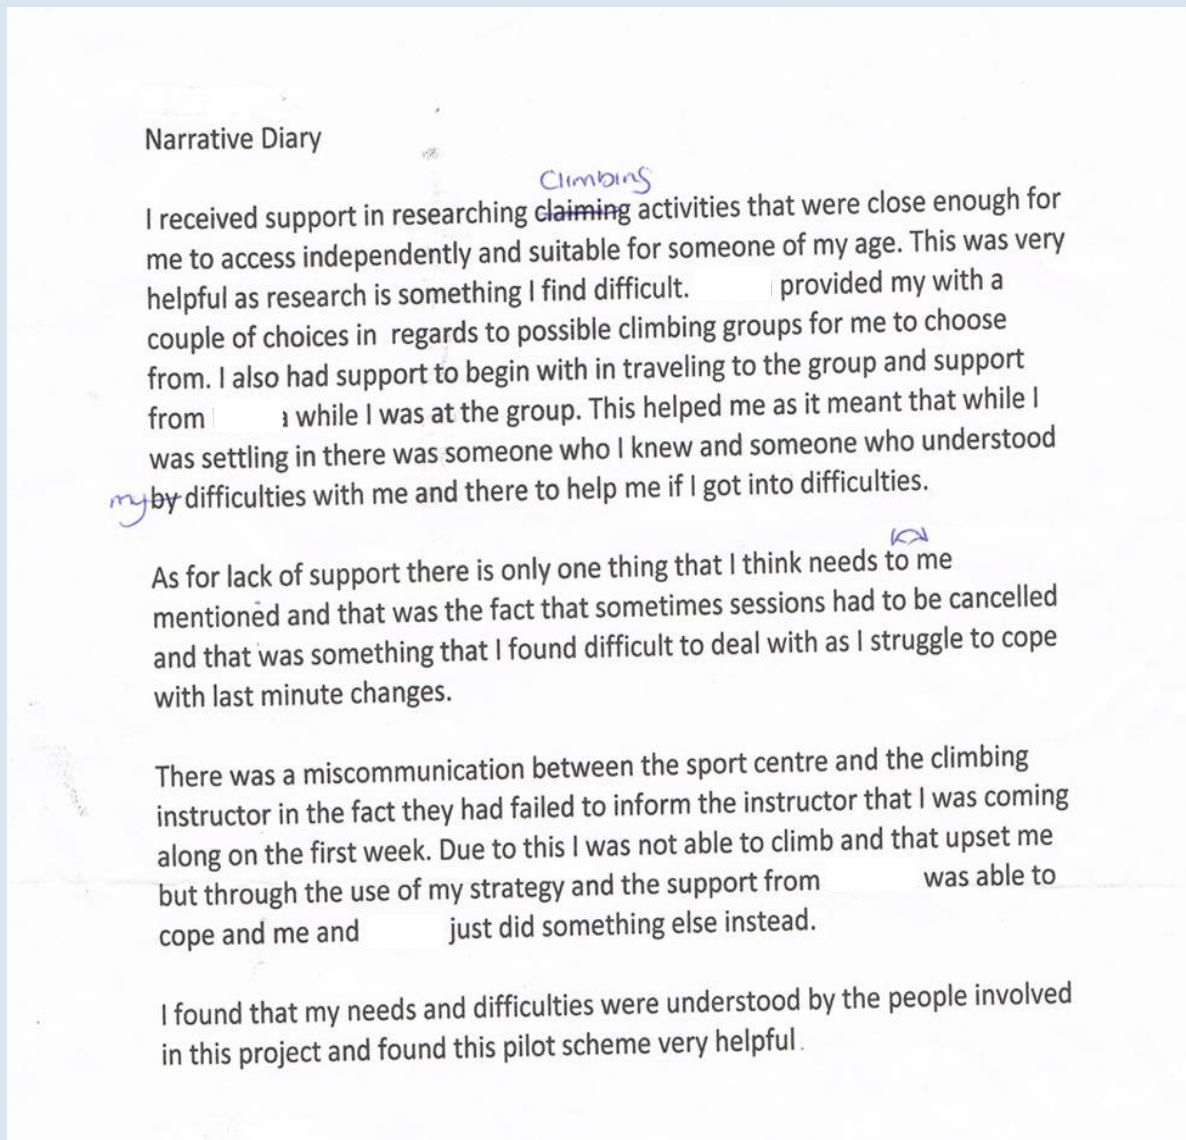 Narrative Diary
Climbing
I received support in researching claiming activities that were close enough for
me to access independently and suitable for someone of my age. This was very
helpful as research is something I find difficult. provided my with a
couple of choices in  regards to possible climbing groups for me to choose
from. I also had support to begin with in traveling to the group and support
from while I was at the group. This helped me as it meant that while I
was settling in there was someone who I knew and someone who understood
my by difficulties with me and there to help me if I got into difficulties.
As for lack of support there is only one thing that I think needs to me
mentioned and that was the fact that sometimes sessions had to be cancelled
and that was something that I found difficult to deal with as I struggle to cope
with last minute changes.
There was a miscommunication between the sport centre and the climbing
instructor in the fact they had failed to inform the instructor that I was coming
along on the first week. Due to this I was not able to climb and that upset me
but through the use of my strategy and the support from was able to
cope and me and just did something else instead.
I found that my needs and difficulties were understood by the people involved
in this project and found this pilot scheme very helpful.